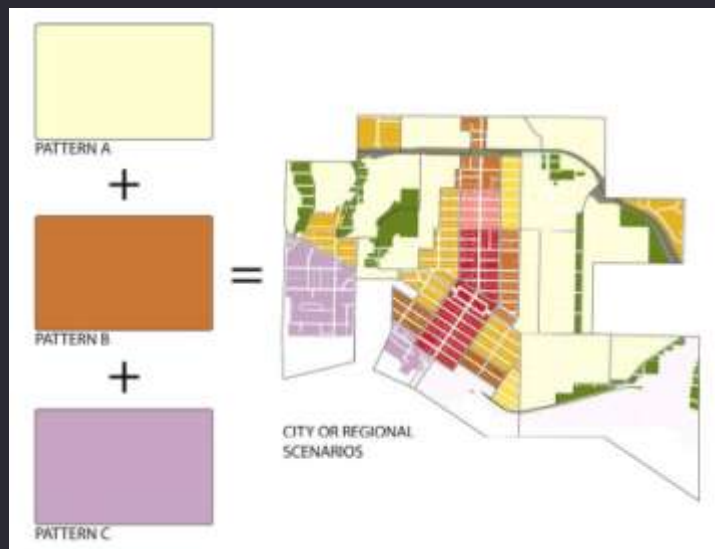 PATTERN A
+
PATTERN B
=
+
PATTERN C
CITY OR REGIONAL
SCENARIOS